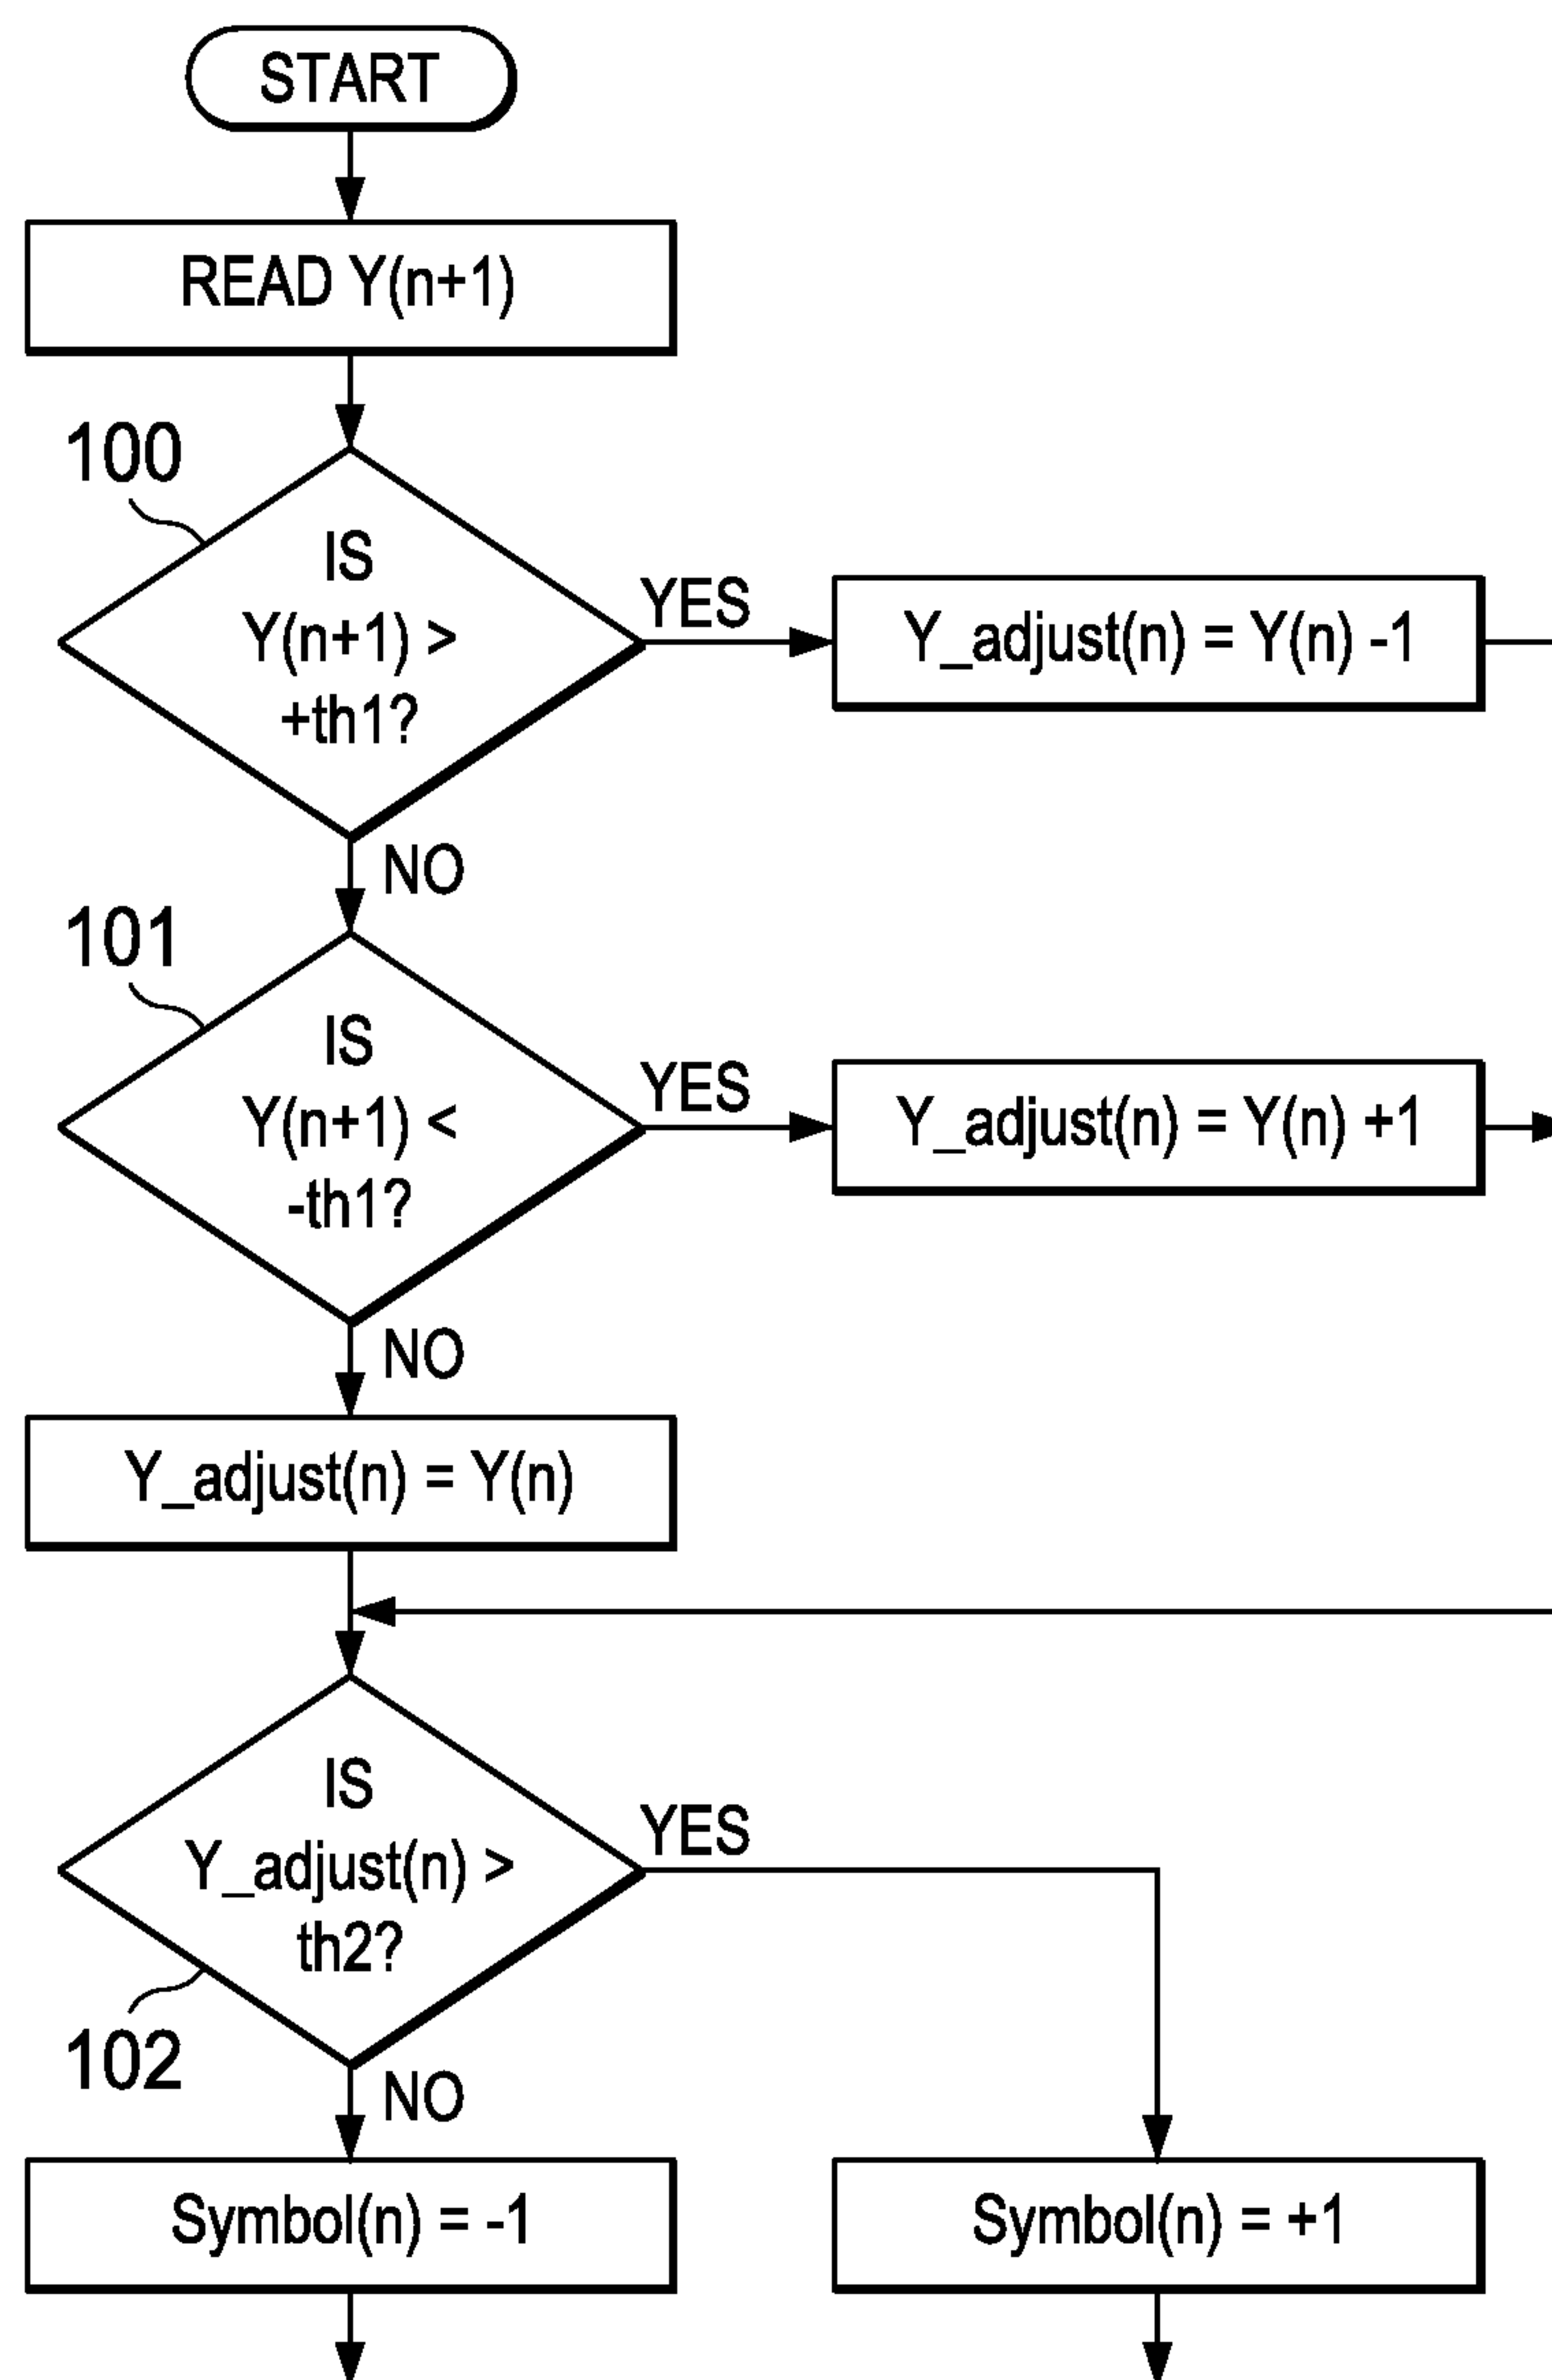 START
READ Y(n+1)
100
IS
Y(n+1) >
+th1?
YES
Y_adjust(n) = Y(n) -1
NO
101
IS
Y(n+1) <
-th1?
YES
Y_adjust(n) = Y(n) +1
NO
Y_adjust(n) = Y(n)
IS
Y_adjust(n) >
th2?
YES
102
NO
Symbol(n) = -1
Symbol(n) = +1